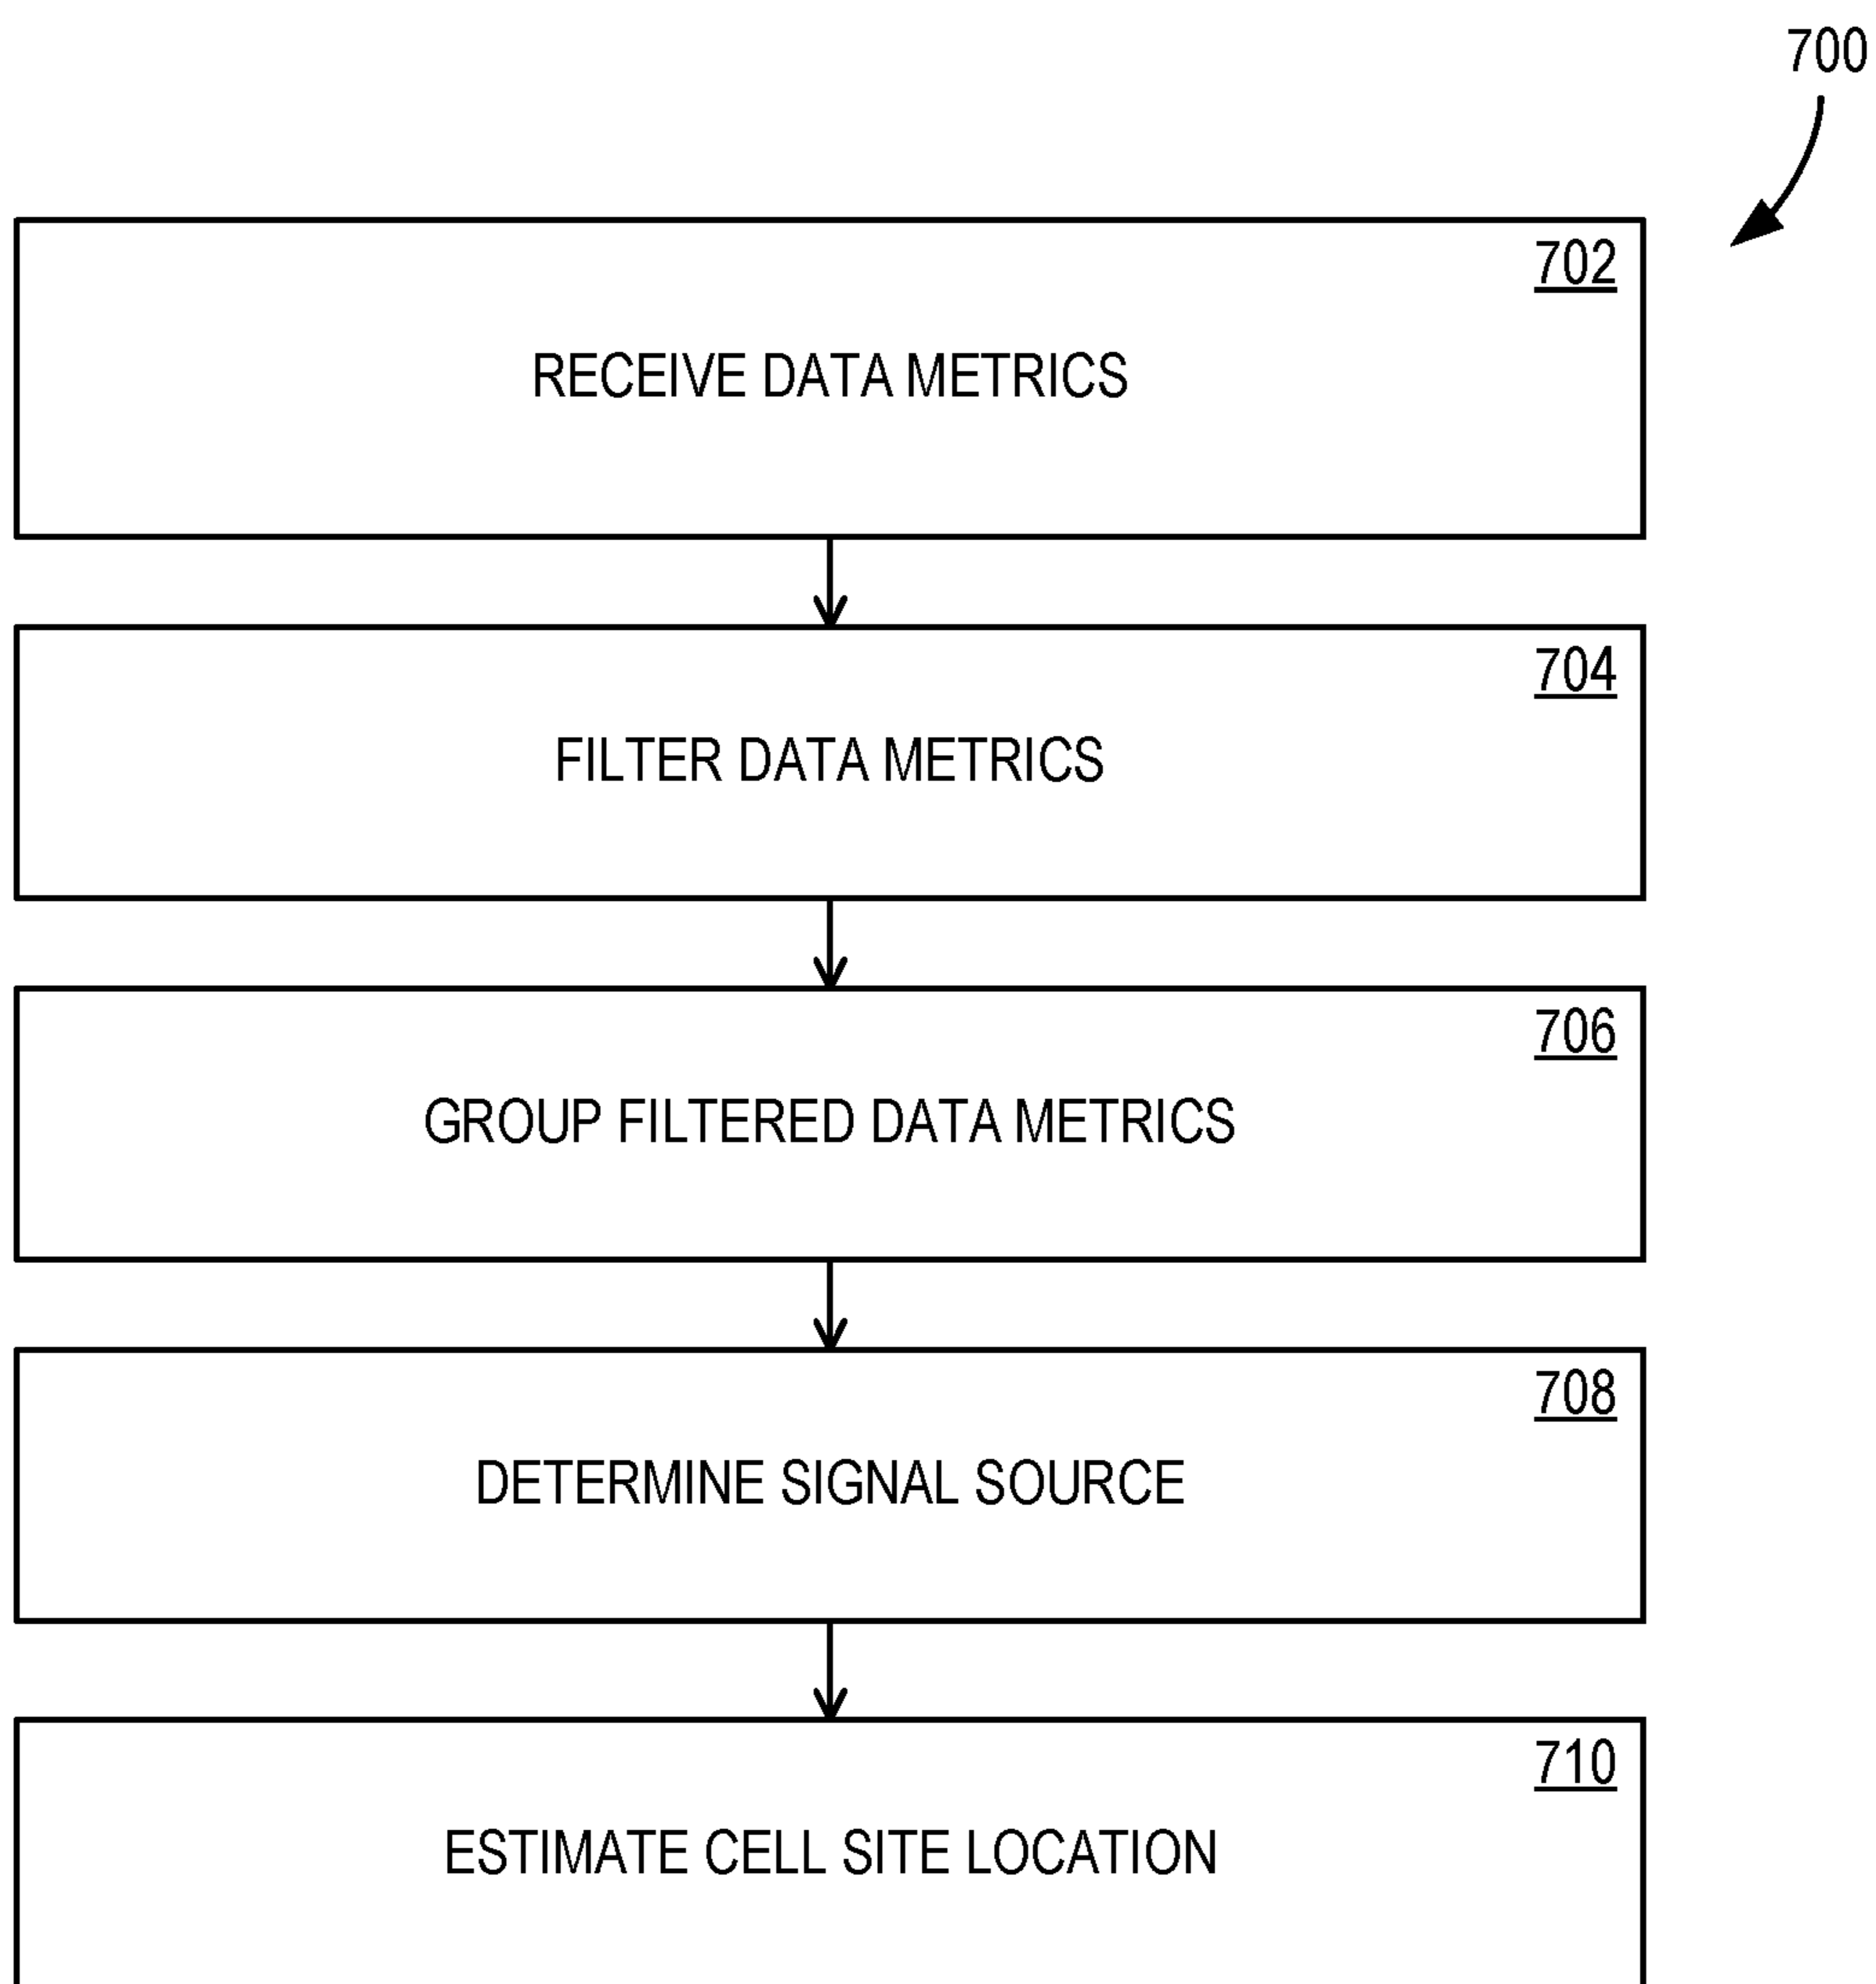 700
702
RECEIVE DATA METRICS
704
FILTER DATA METRICS
706
GROUP FILTERED DATA METRICS
708
DETERMINE SIGNAL SOURCE
710
ESTIMATE CELL SITE LOCATION